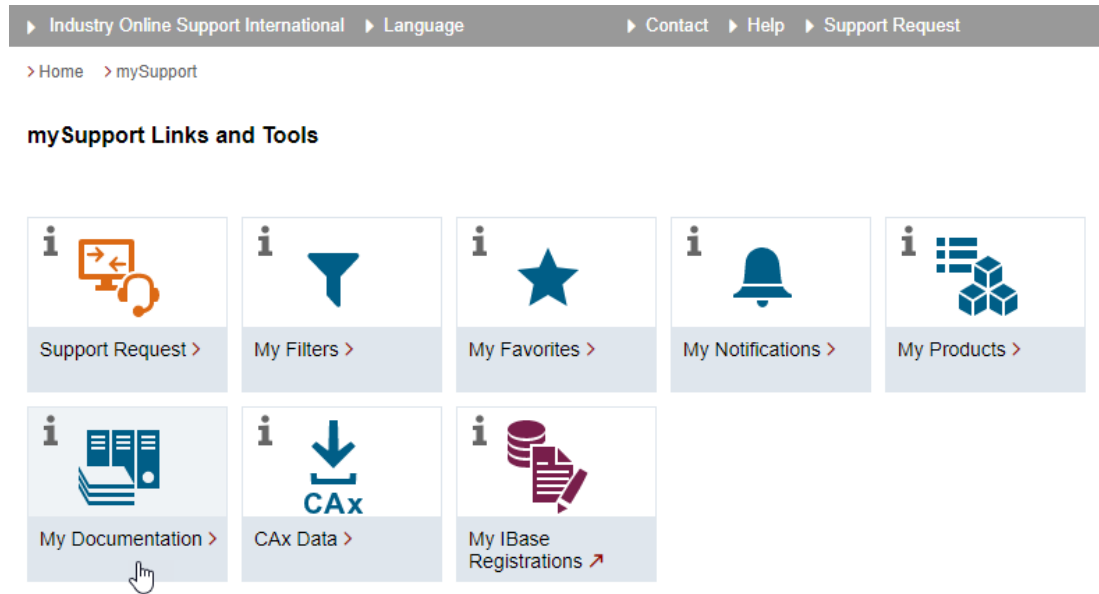 Industry Online Support International Language Contact Help Support Request
Home mySupport
mySupport Links and Tools
Support Request
My Filters
My Favorites
My Notifications
My Products
CAx
My Documentation
CAx Data
My IBase
Registrations